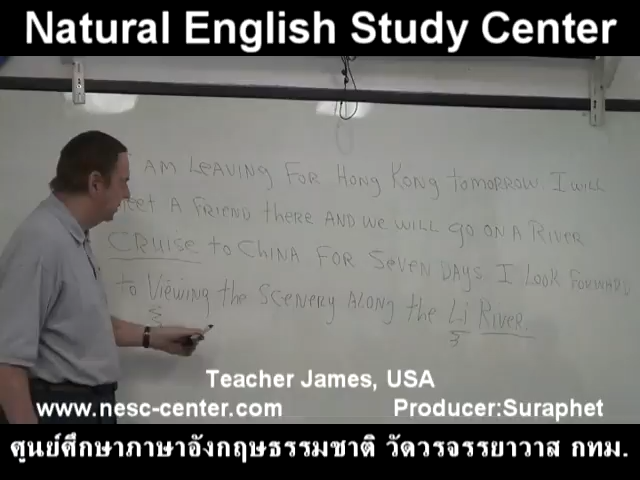 Natural English Study Center
AM LEAVING FOR HONG KONG TOMORROW. I WILL
MEET A FRIEND THERE AND WE WILL GO ON A RIVER
CRUISE to CHINA FOR SEVEN DAYS. I LOOK FORWARD
to Viewing the SCENERY ALONG the Li River.
Teacher James, USA
www.nesc-center.com Producer:Suraphet
ศูนย์ศึกษาภาษาอังกฤษธรรมชาติ วัดวรจรรยาวาส กทม.